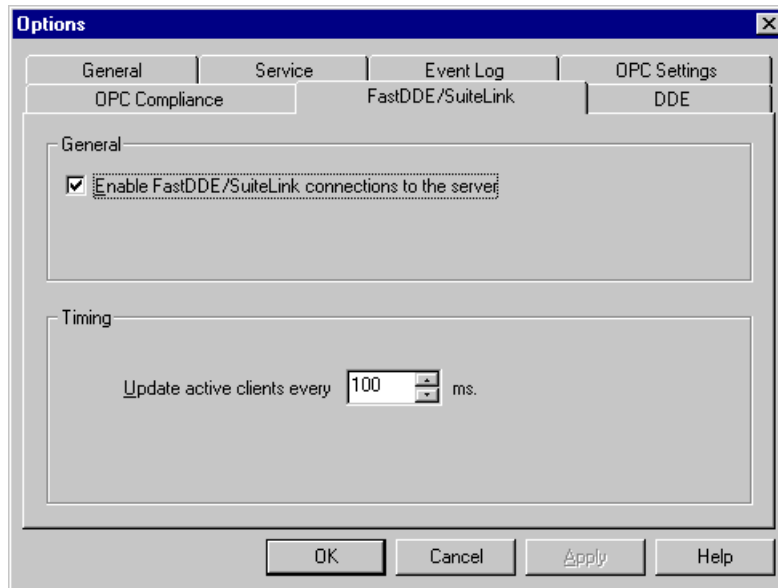 Options
General Service Event Log OPC Settings
OPC Compliance FastDDE/SuiteLink DDE
General
Enable FastDDE/SuiteLink connections to the server
Timing
Update active clients every 100 ms.
OK Cancel Apply Help